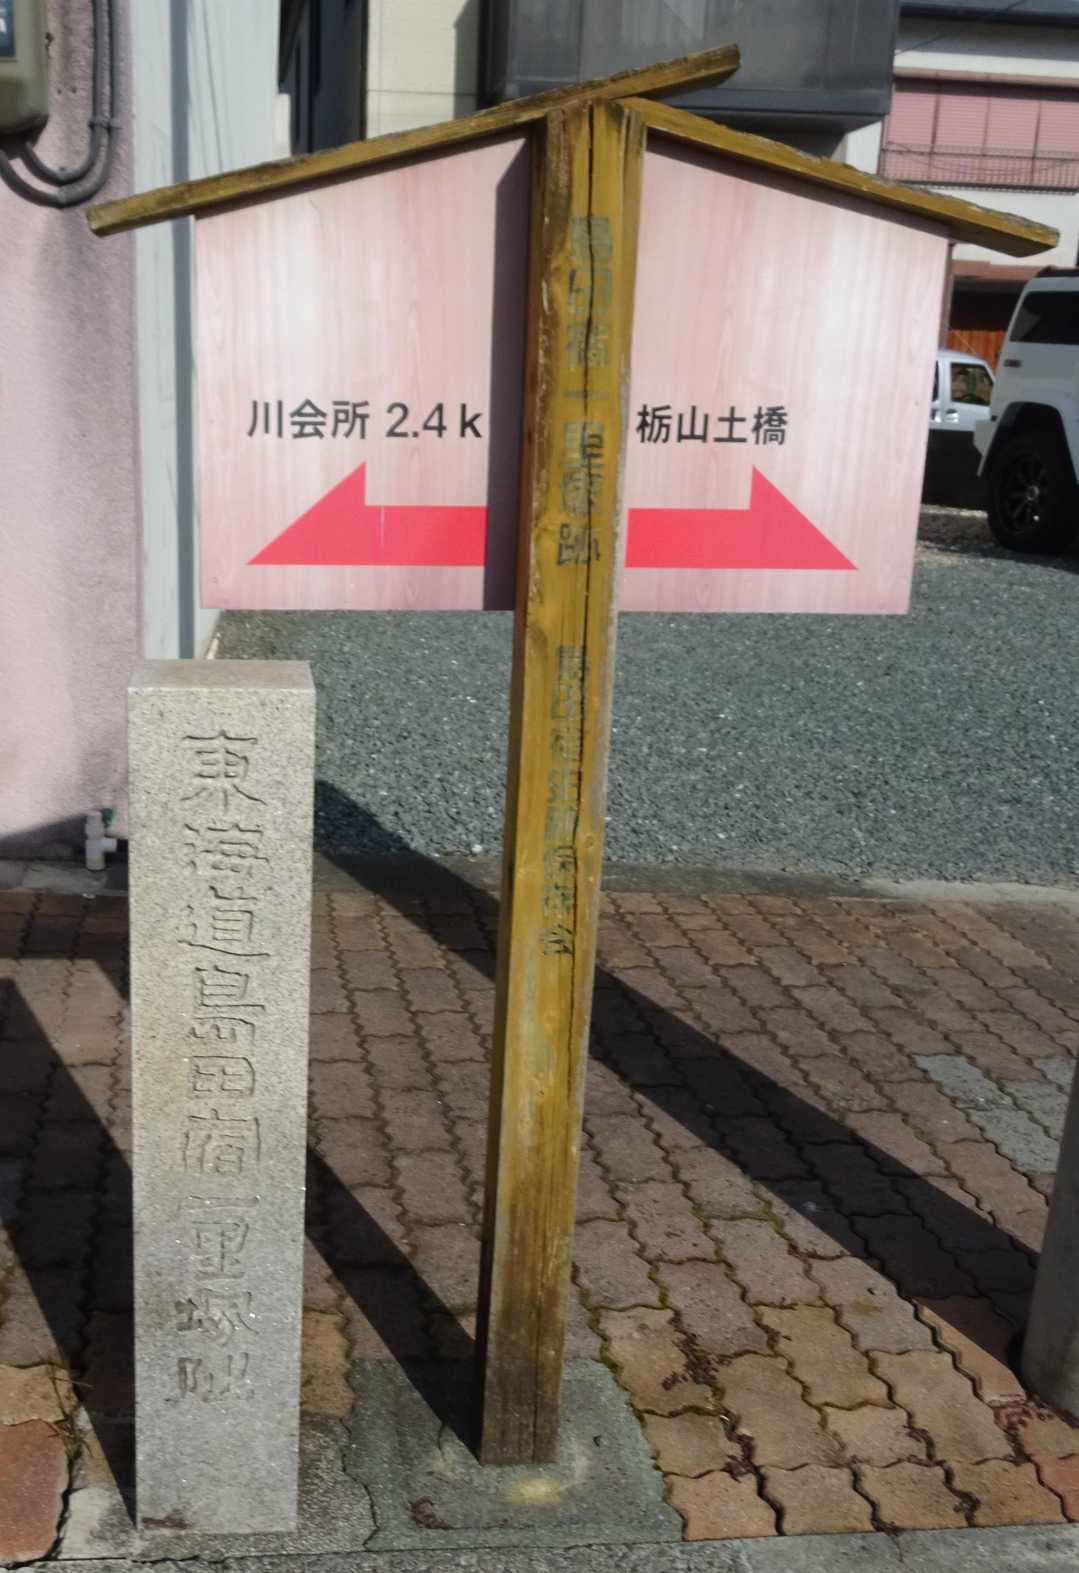 川会所 2.4k
栃山土橋
島田宿一里塚跡
東海道島田宿一里塚趾